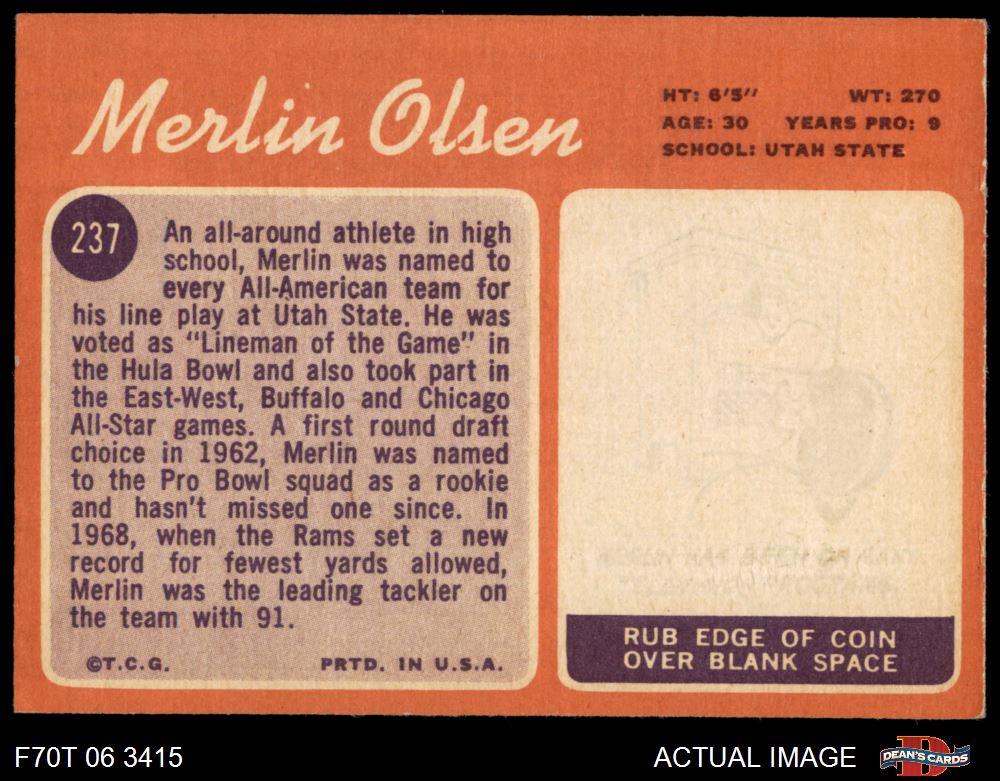 Merlin Olsen
HT: 6'5" WT: 270
AGE: 30 YEARS PRO: 9
SCHOOL: UTAH STATE
237
An all-around athlete in high
school, Merlin was named to
every All-American team for
his line play at Utah State. He was
voted as "Lineman of the Game" in
the Hula Bowl and also took part in
the East-West, Buffalo and Chicago
All-Star games. A first round draft
choice in 1962, Merlin was named
to the Pro Bowl squad as a rookie
and hasn't missed one since. In
1968, when the Rams set a new
record for fewest yards allowed,
Merlin was the leading tackler on
the team with 91.
©T.C.G. PRTD. IN U.S.A.
RUB EDGE OF COIN
OVER BLANK SPACE
F70T 06 3415
ACTUAL IMAGE
DEAN'S CARDS